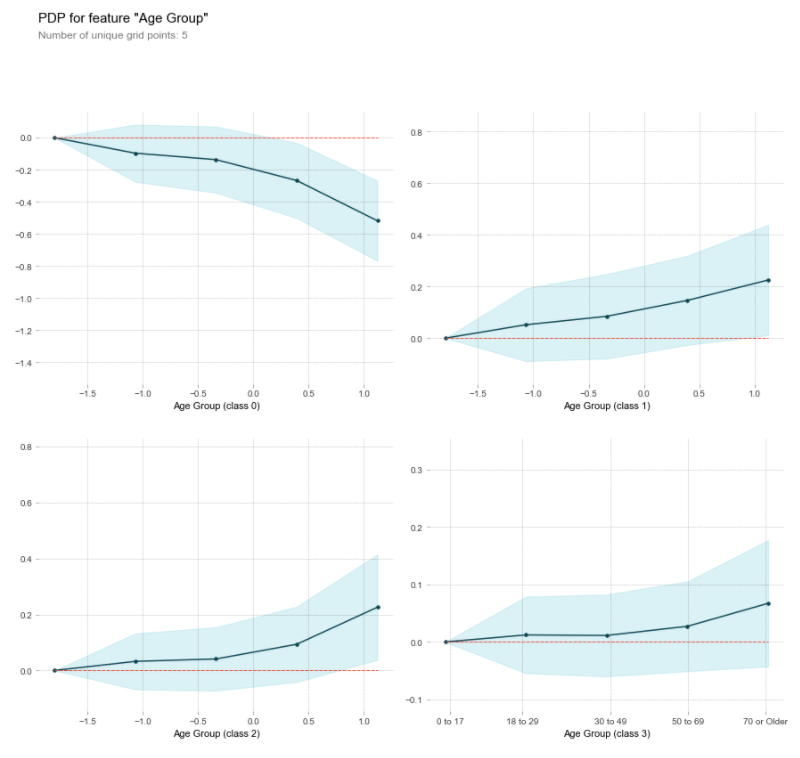 PDP for feature "Age Group"
Number of unique grid points: 5
0.0
−0.2
−0.4
−0.6
−0.8
−1.0
−1.2
−1.4
−1.5 −1.0 −0.5 0.0 0.5 1.0
Age Group (class 0)
0.8
0.6
0.4
0.2
0.0
−1.5 −1.0 −0.5 0.0 0.5 1.0
Age Group (class 1)
0.8
0.6
0.4
0.2
0.0
−1.5 −1.0 −0.5 0.0 0.5 1.0
Age Group (class 2)
0.3
0.2
0.1
0.0
−0.1
0 to 17 18 to 29 30 to 49 50 to 69 70 or Older
Age Group (class 3)